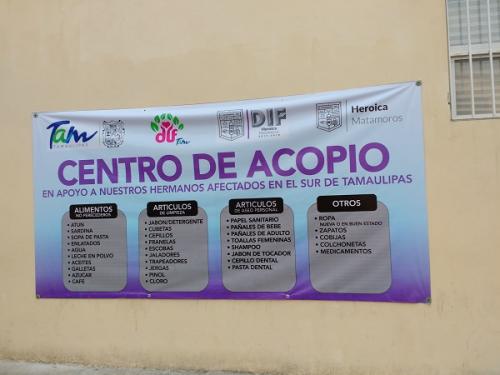 Tam
TAMAULIPAS
dif
Tam
DIF
Heroica
Matamoros
CENTRO DE ACOPIO
EN APOYO A NUESTROS HERMANOS AFECTADOS EN EL SUR DE TAMAULIPAS
ALIMENTOS
NO PERECEDEROS
• ATUN
• SARDINA
• SOPA DE PASTA
• ENLATADOS
• AGUA
• LECHE EN POLVO
• ACEITES
• GALLETAS
• AZUCAR
• CAFE
ARTICULOS
DE LIMPIEZA
• JABON/DETERGENTE
• CUBETAS
• CEPILLOS
• FRANELAS
• ESCOBAS
• JALADORES
• TRAPEADORES
• JERGAS
• PINOL
• CLORO
ARTICULOS
DE ASEO PERSONAL
• PAPEL SANITARIO
• PAÑALES DE BEBE
• PAÑALES DE ADULTO
• TOALLAS FEMENINAS
• SHAMPOO
• JABON DE TOCADOR
• CEPILLO DENTAL
• PASTA DENTAL
OTROS
• ROPA
NUEVA O EN BUEN ESTADO
• ZAPATOS
• COBIJAS
• COLCHONETAS
• MEDICAMENTOS